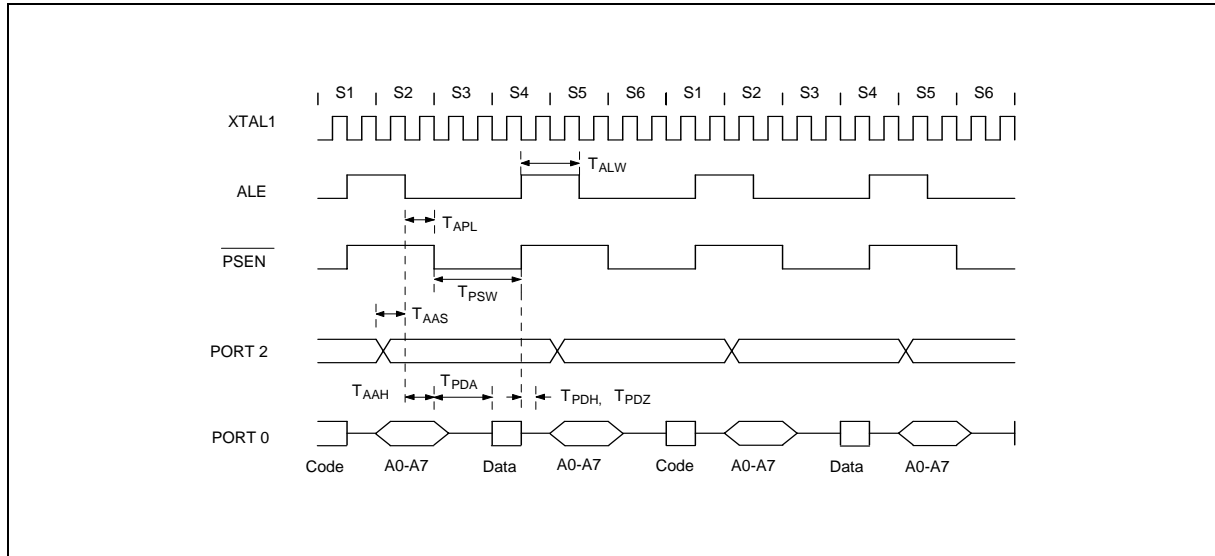 S1 S2 S3 S4 S5 S6 S1 S2 S3 S4 S5 S6
XTAL1
TALW
ALE
TAPL
PSEN
TPSW
TAAS
PORT 2
TAAH TPDA TPDH, TPDZ
PORT 0
Code A0-A7 Data A0-A7 Code A0-A7 Data A0-A7